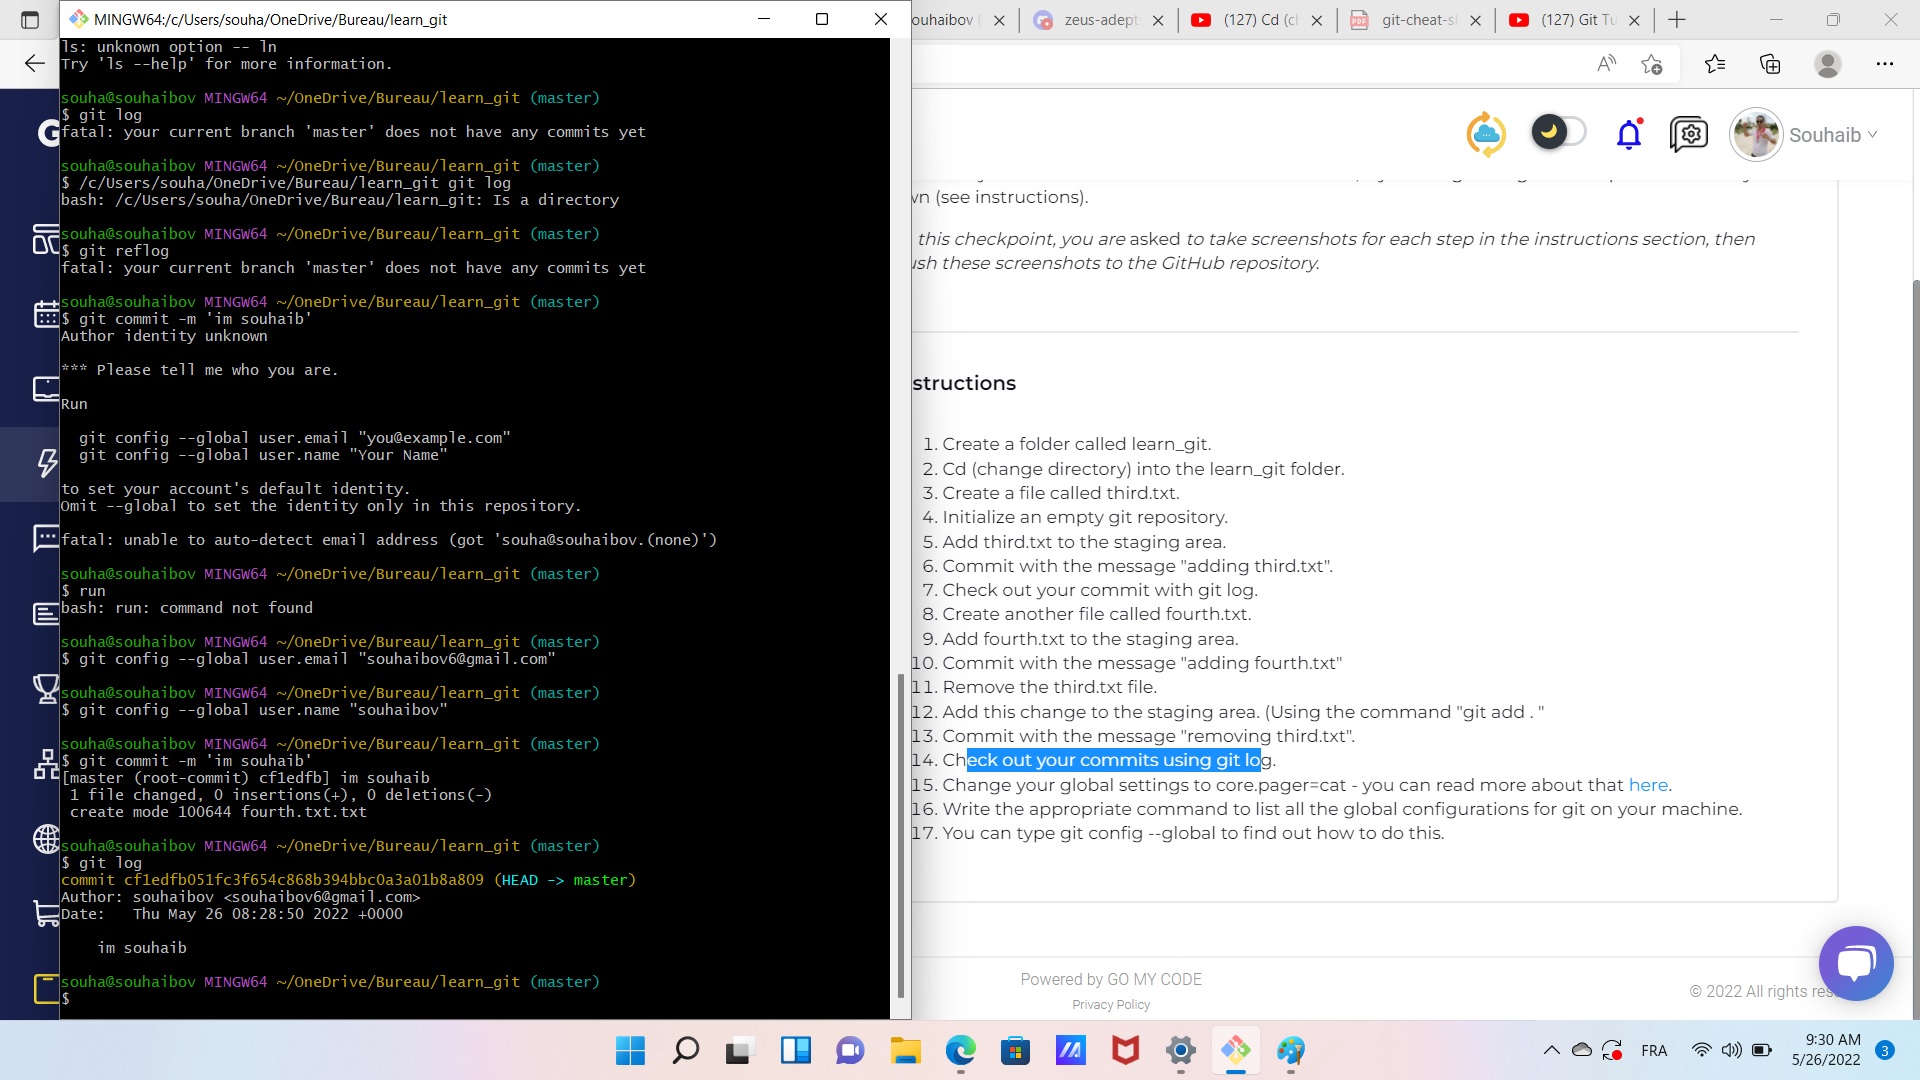 MINGW64:/c/Users/souha/OneDrive/Bureau/learn_git
ls: unknown option -- ln
Try 'ls --help' for more information.
souha@souhaibov MINGW64 ~/OneDrive/Bureau/learn_git (master)
$ git log
fatal: your current branch 'master' does not have any commits yet
souha@souhaibov MINGW64 ~/OneDrive/Bureau/learn_git (master)
$ /c/Users/souha/OneDrive/Bureau/learn_git git log
bash: /c/Users/souha/OneDrive/Bureau/learn_git: Is a directory
souha@souhaibov MINGW64 ~/OneDrive/Bureau/learn_git (master)
$ git reflog
fatal: your current branch 'master' does not have any commits yet
souha@souhaibov MINGW64 ~/OneDrive/Bureau/learn_git (master)
$ git commit -m 'im souhaib'
Author identity unknown
*** Please tell me who you are.
Run
git config --global user.email "you@example.com"
git config --global user.name "Your Name"
to set your account's default identity.
Omit --global to set the identity only in this repository.
fatal: unable to auto-detect email address (got 'souha@souhaibov.(none)')
souha@souhaibov MINGW64 ~/OneDrive/Bureau/learn_git (master)
$ run
bash: run: command not found
souha@souhaibov MINGW64 ~/OneDrive/Bureau/learn_git (master)
$ git config --global user.email "souhaibov6@gmail.com"
souha@souhaibov MINGW64 ~/OneDrive/Bureau/learn_git (master)
$ git config --global user.name "souhaibov"
souha@souhaibov MINGW64 ~/OneDrive/Bureau/learn_git (master)
$ git commit -m 'im souhaib'
[master (root-commit) cf1edfb] im souhaib
1 file changed, 0 insertions(+), 0 deletions(-)
create mode 100644 fourth.txt.txt
souha@souhaibov MINGW64 ~/OneDrive/Bureau/learn_git (master)
$ git log
commit cf1edfb051fc3f654c868b394bbc0a3a01b8a809 (HEAD -> master)
Author: souhaibov <souhaibov6@gmail.com>
Date: Thu May 26 08:28:50 2022 +0000
im souhaib
souha@souhaibov MINGW64 ~/OneDrive/Bureau/learn_git (master)
$
ouhaibov (
zeus-adept
(127) Cd (c
git-cheat-s
(127) Git Tu
Souhaib
wn (see instructions).
this checkpoint, you are asked to take screenshots for each step in the instructions section, then
ush these screenshots to the GitHub repository.
structions
1. Create a folder called learn_git.
2. Cd (change directory) into the learn_git folder.
3. Create a file called third.txt.
4. Initialize an empty git repository.
5. Add third.txt to the staging area.
6. Commit with the message "adding third.txt".
7. Check out your commit with git log.
8. Create another file called fourth.txt.
9. Add fourth.txt to the staging area.
10. Commit with the message "adding fourth.txt"
11. Remove the third.txt file.
12. Add this change to the staging area. (Using the command "git add . "
13. Commit with the message "removing third.txt".
14. Check out your commits using git log.
15. Change your global settings to core.pager=cat - you can read more about that here.
16. Write the appropriate command to list all the global configurations for git on your machine.
17. You can type git config --global to find out how to do this.
Powered by GO MY CODE
Privacy Policy
© 2022 All rights res
FRA
9:30 AM
5/26/2022
3